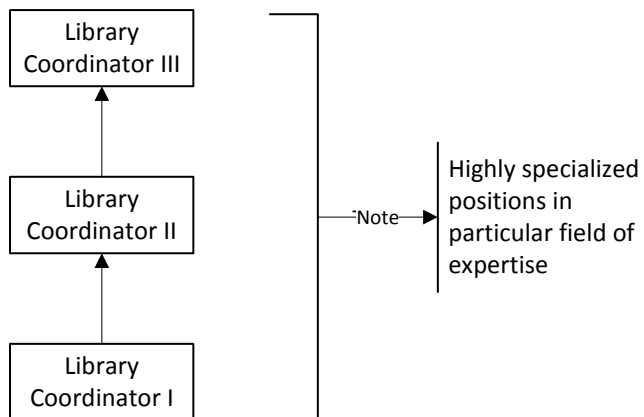 Library
Coordinator III
Library
Coordinator II
Library
Coordinator I
Note
Highly specialized
positions in
particular field of
expertise